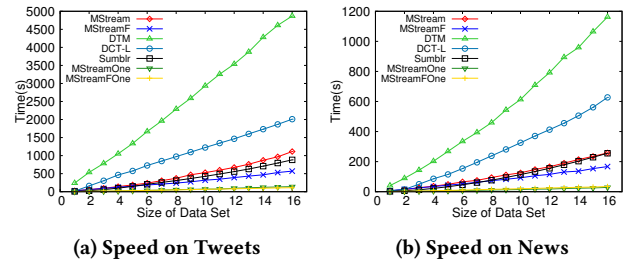 MStream
MStreamF
DTM
DCT-L
Sumblr
MStreamOne
MStreamFOne
Time(s)
5000
4500
4000
3500
3000
2500
2000
1500
1000
500
0
0 2 4 6 8 10 12 14 16
Size of Data Set
(a) Speed on Tweets
MStream
MStreamF
DTM
DCT-L
Sumblr
MStreamOne
MStreamFOne
Time(s)
1200
1000
800
600
400
200
0
0 2 4 6 8 10 12 14 16
Size of Data Set
(b) Speed on News